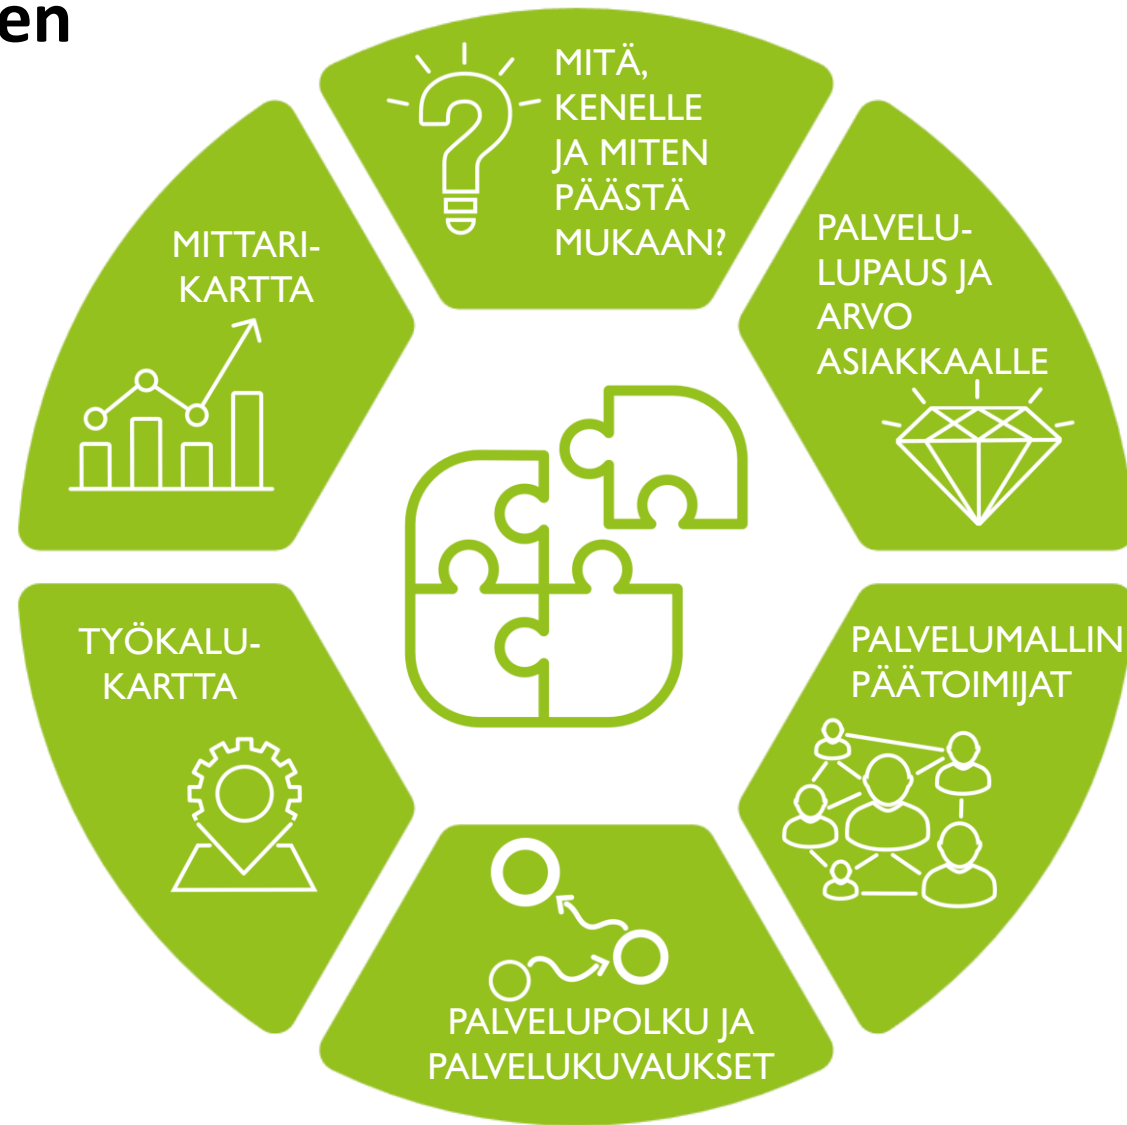 en
MITÄ,
KENELLE
JA MITEN
PÄÄSTÄ
MUKAAN?
PALVELU-
LUPAUS JA
ARVO
ASIAKKAALLE
PALVELUMALLIN
PÄÄTOIMIJAT
PALVELUPOLKU JA
PALVELUKUVAUKSET
TYÖKALU-
KARTTA
MITTARI-
KARTTA